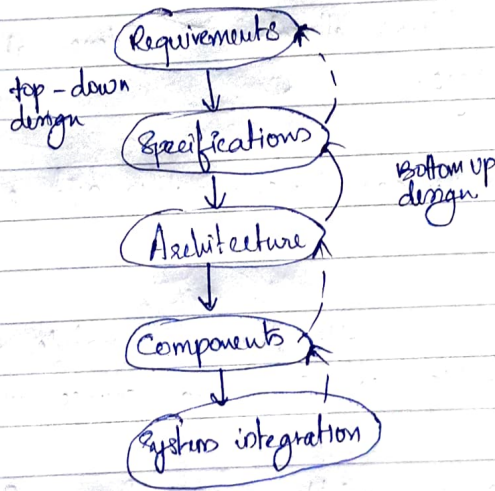 Requirements
top-down
design
Specifications
Bottom up
design
Architecture
Components
System integration